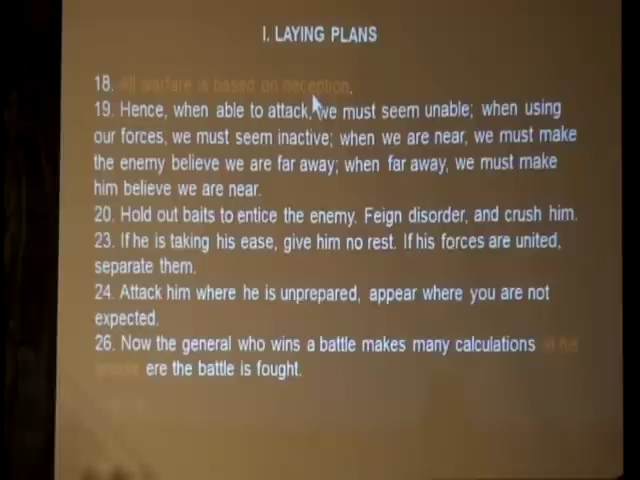 I. LAYING PLANS
18. All warfare is based on deception.
19. Hence, when able to attack, we must seem unable; when using
our forces, we must seem inactive; when we are near, we must make
the enemy believe we are far away; when far away, we must make
him believe we are near.
20. Hold out baits to entice the enemy. Feign disorder, and crush him.
23. If he is taking his ease, give him no rest. If his forces are united,
separate them.
24. Attack him where he is unprepared, appear where you are not
expected.
26. Now the general who wins a battle makes many calculations in his
ere the battle is fought.